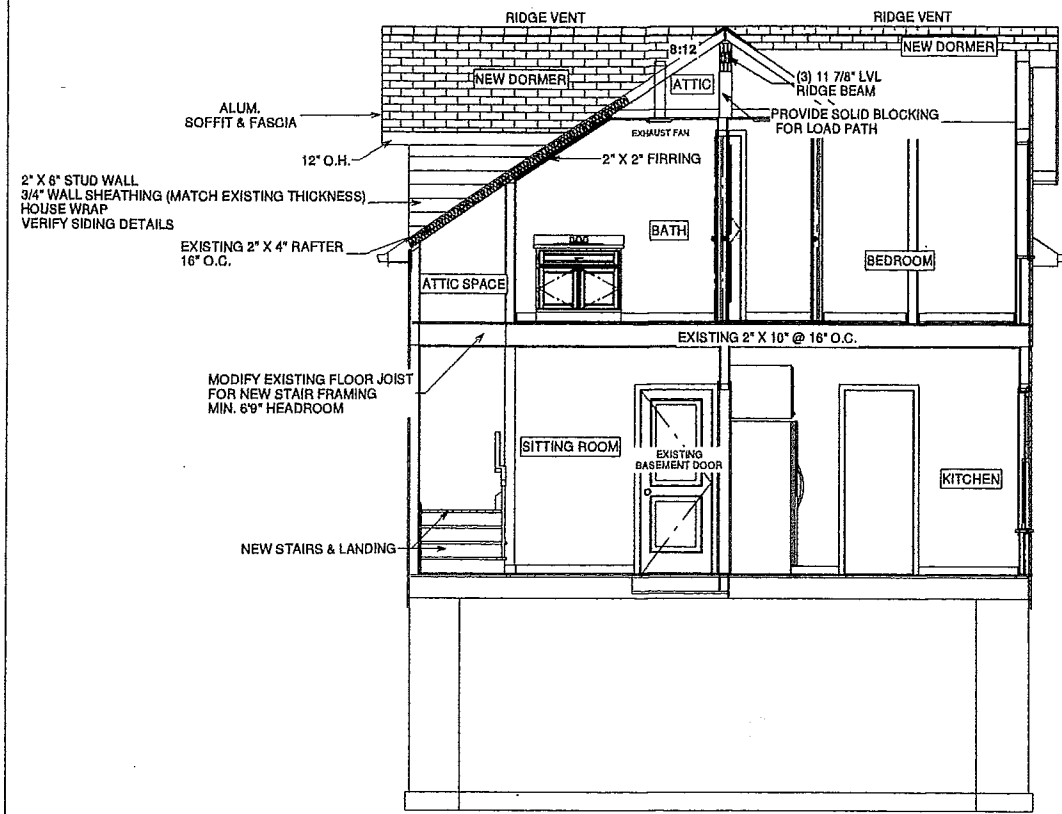 RIDGE VENT
RIDGE VENT
8:12
NEW DORMER
NEW DORMER
ATTIC
(3) 11 7/8" LVL
RIDGE BEAM
ALUM.
SOFFIT & FASCIA
PROVIDE SOLID BLOCKING
FOR LOAD PATH
EXHAUST FAN
12" O.H.
2" X 2" FIRRING
2" X 6" STUD WALL
3/4" WALL SHEATHING (MATCH EXISTING THICKNESS)
HOUSE WRAP
VERIFY SIDING DETAILS
BATH
EXISTING 2" X 4" RAFTER
16" O.C.
BEDROOM
ATTIC SPACE
EXISTING 2" X 10" @ 16" O.C.
MODIFY EXISTING FLOOR JOIST
FOR NEW STAIR FRAMING
MIN. 6'9" HEADROOM
SITTING ROOM
EXISTING
BASEMENT DOOR
KITCHEN
NEW STAIRS & LANDING